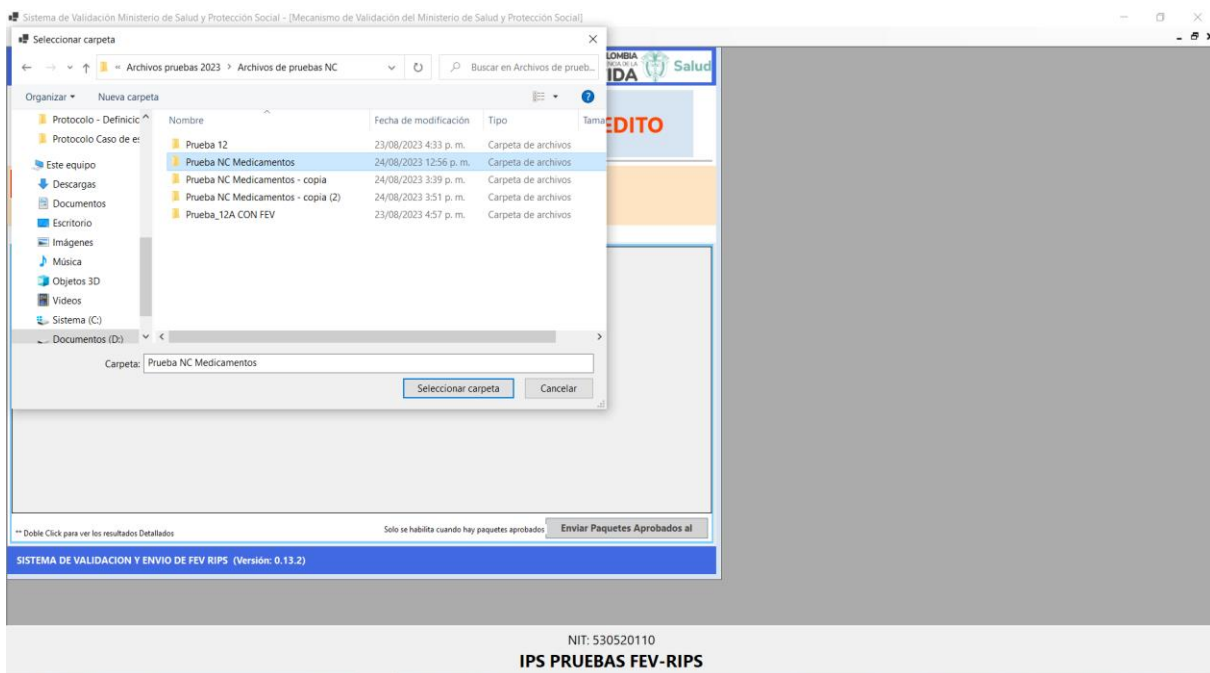 Sistema de Validación Ministerio de Salud y Protección Social - [Mecanismo de Validación del Ministerio de Salud y Protección Social]
Seleccionar carpeta
« Archivos pruebas 2023 > Archivos de pruebas NC
Buscar en Archivos de prueb...
LOMBIA
IDA
Salud
Organizar
Nueva carpeta
EDITO
Nombre
Fecha de modificación
Tipo
Tama
Protocolo - Definicic
Protocolo Caso de es
Este equipo
Descargas
Documentos
Escritorio
Imágenes
Música
Objetos 3D
Videos
Sistema (C:)
Documentos (D:)
Prueba 12 23/08/2023 4:33 p. m. Carpeta de archivos
Prueba NC Medicamentos 24/08/2023 12:56 p. m. Carpeta de archivos
Prueba NC Medicamentos - copia 24/08/2023 3:39 p. m. Carpeta de archivos
Prueba NC Medicamentos - copia (2) 24/08/2023 3:51 p. m. Carpeta de archivos
Prueba_12A CON FEV 23/08/2023 4:57 p. m. Carpeta de archivos
Carpeta: Prueba NC Medicamentos
Seleccionar carpeta
Cancelar
** Doble Click para ver los resultados Detallados
Solo se habilita cuando hay paquetes aprobados
Enviar Paquetes Aprobados al
SISTEMA DE VALIDACION Y ENVIO DE FEV RIPS (Versión: 0.13.2)
NIT: 530520110
IPS PRUEBAS FEV-RIPS